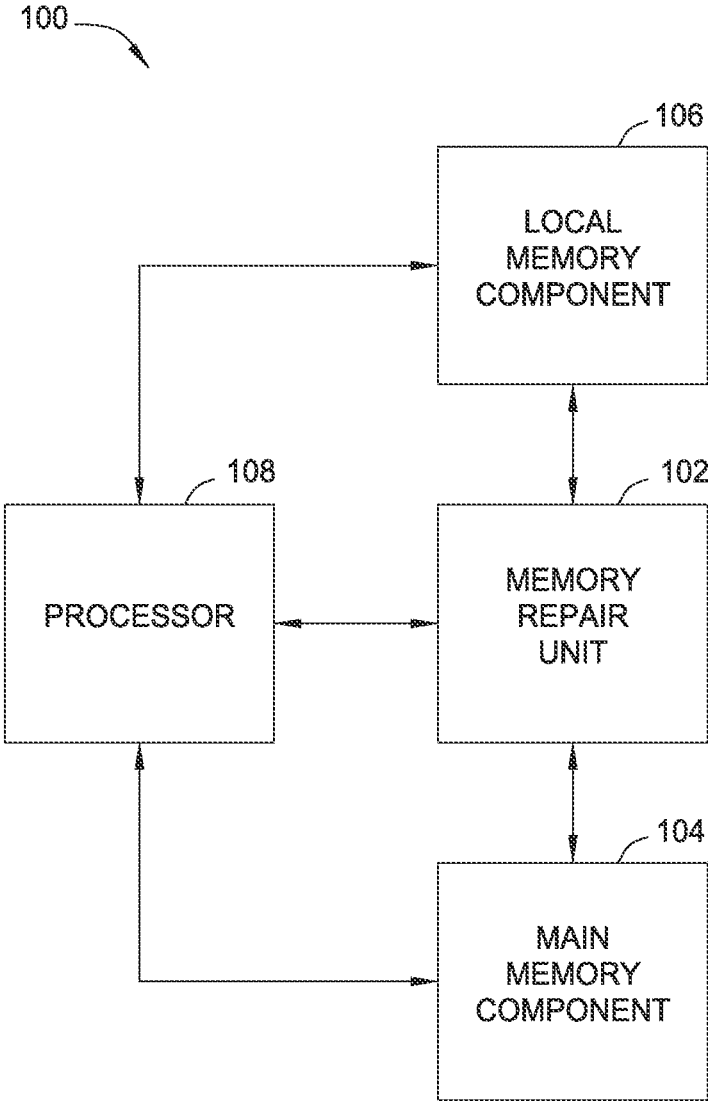 100
106
LOCAL
MEMORY
COMPONENT
108
PROCESSOR
102
MEMORY
REPAIR
UNIT
104
MAIN
MEMORY
COMPONENT